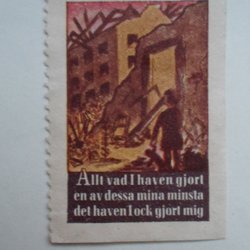 Allt vad I haven gjort
en av dessa mina minsta
det haven I ock gjort mig